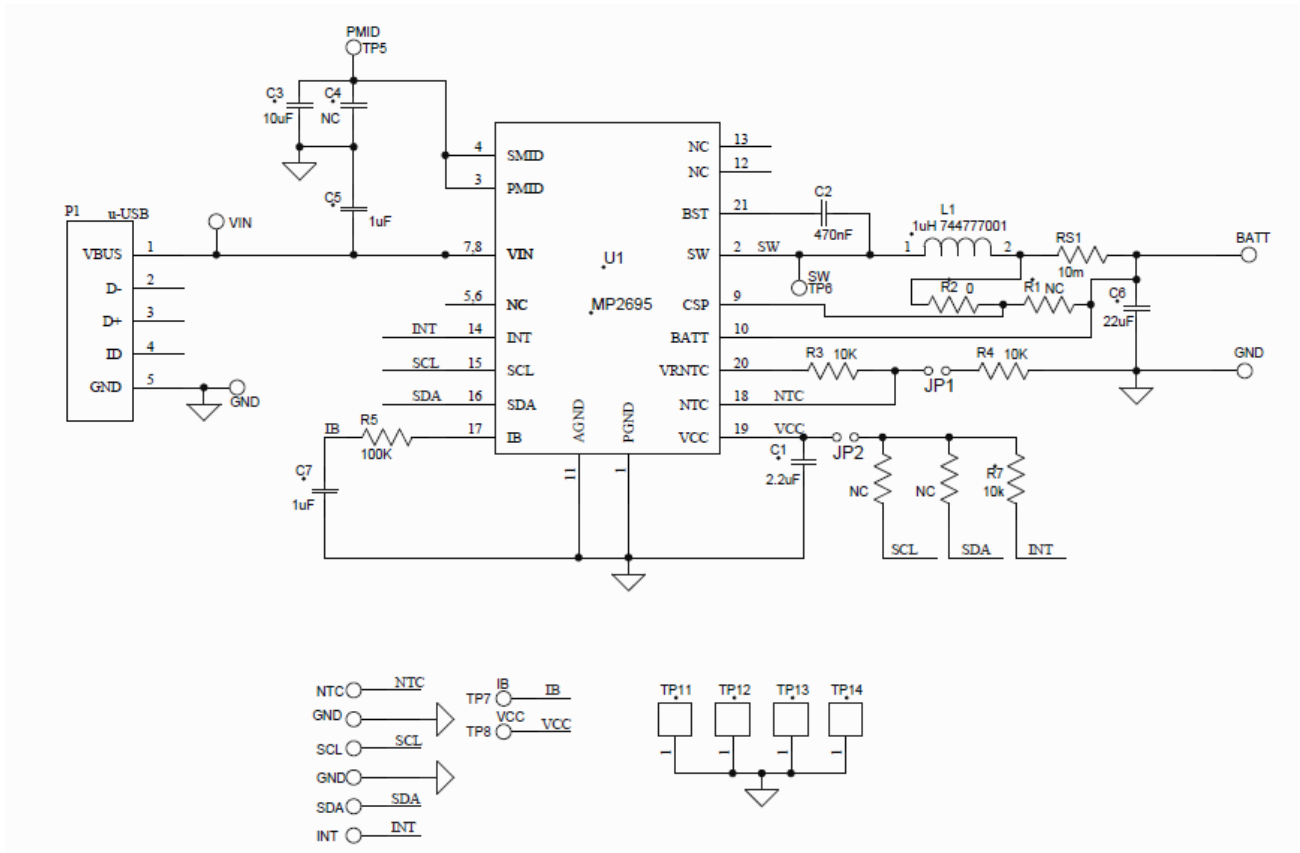 PMID
TP5
C3
10uF
C4
NC
C5
1uF
P1 u-USB
VBUS 1
D- 2
D+ 3
ID 4
GND 5
VIN
GND
4 SMID
3 PMID
7,8 VIN
5,6 NC
INT 14 INT
SCL 15 SCL
SDA 16 SDA
IB 17 IB
R5
100K
C7
1uF
U1
MP2695
AGND
11
PGND
1
NC 13
NC 12
BST 21
SW 2 SW
CSP 9
BATT 10
VRNTC 20
NTC 18 NTC
VCC 19 VCC
C2
470nF
SW
TP6
L1
1uH 744777001
1 2
RS1
10m
BATT
R2 0
R1 NC
C6
22uF
R3 10K
JP1
R4 10K
GND
C1
2.2uF
JP2
NC
NC
R7
10k
SCL
SDA
INT
NTC NTC
GND
SCL SCL
GND
SDA SDA
INT INT
IB
TP7 IB
VCC
TP8 VCC
TP11 TP12 TP13 TP14
1 1 1 1